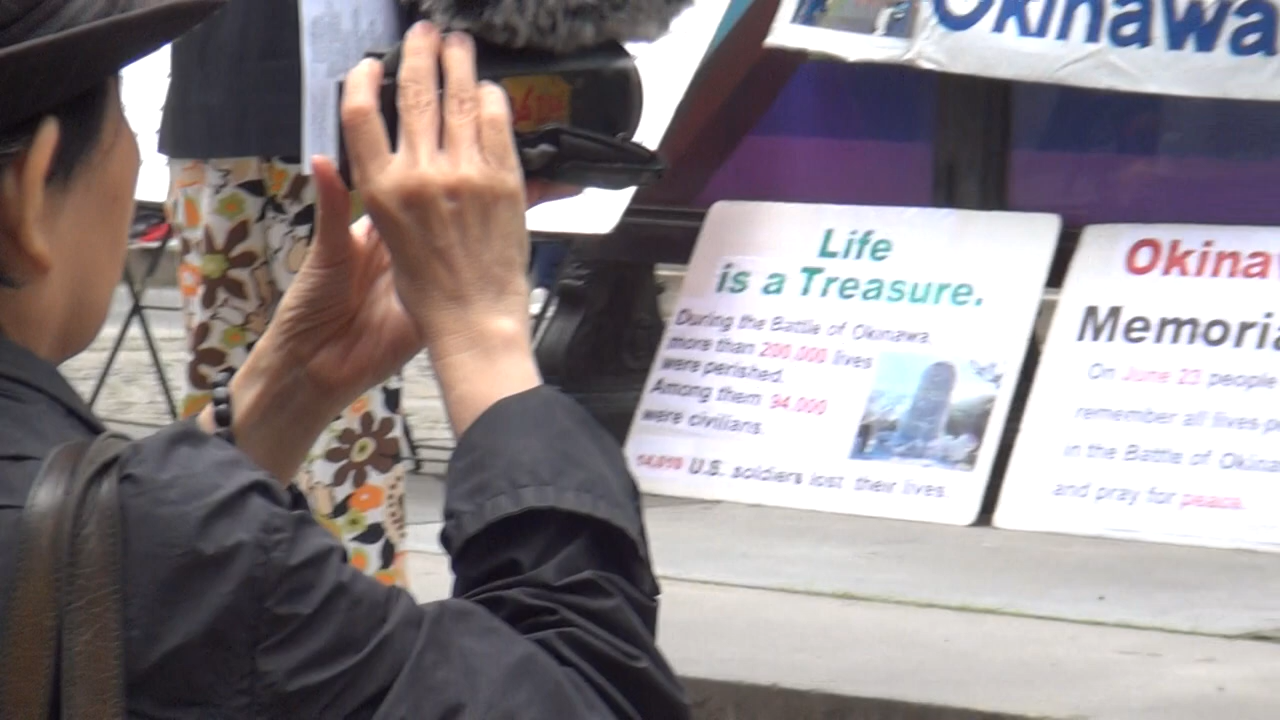 Okinawa
Life
is a Treasure.
During the Battle of Okinawa
more than 200,000 lives
were perished.
Among them 94,000
were civilians.
U.S. soldiers lost their lives
Okinaw
Memoria
On June 23 people
remember all lives p
in the Battle of Okina
and pray for peace.